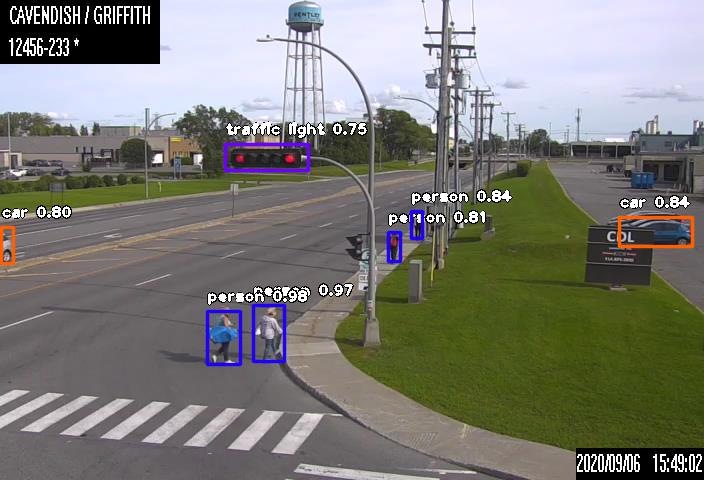 CAVENDISH / GRIFFITH
12456-233 *
BENTLEY
traffic light 0.75
person 0.84
person 0.81
car 0.80
car 0.84
CDL
person 0.98
person 0.97
2020/09/06 15:49:02